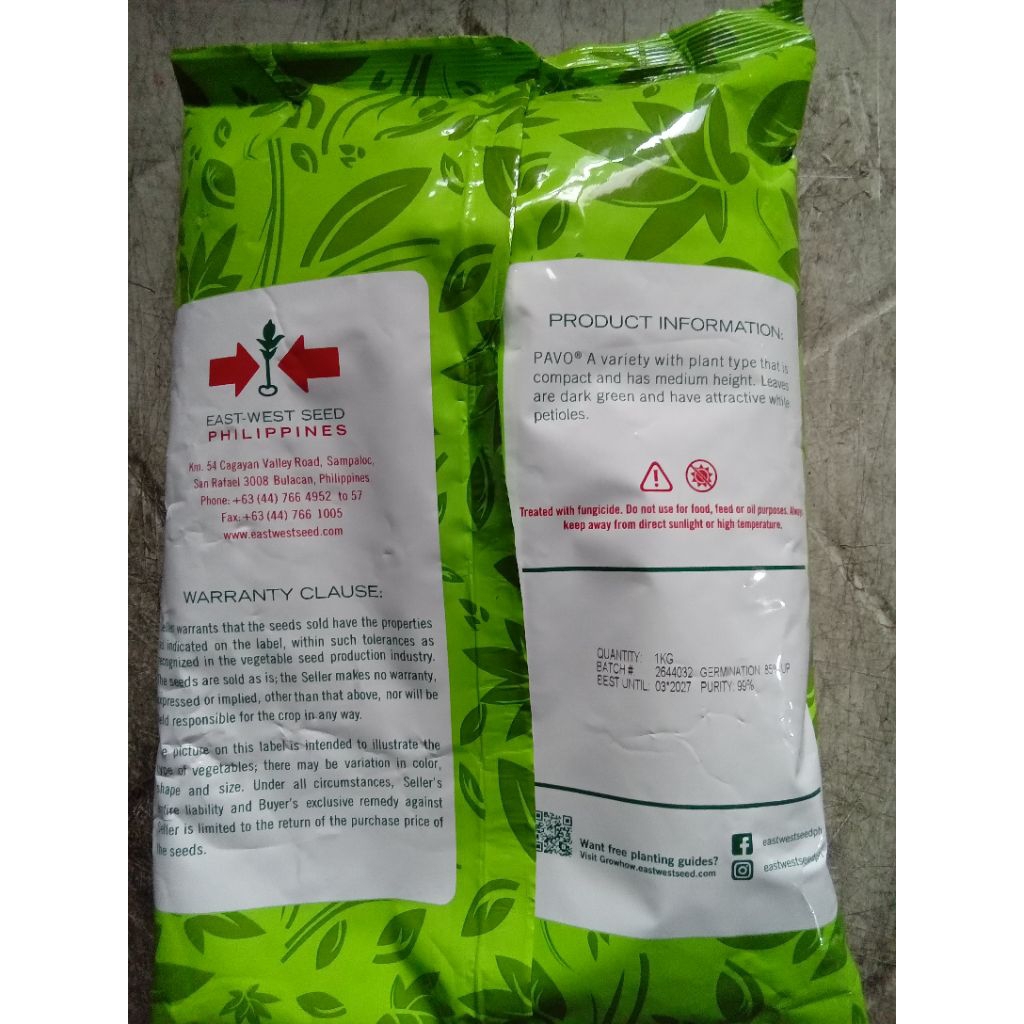 EAST-WEST SEED
PHILIPPINES
Km. 54 Cagayan Valley Road, Sampaloc,
San Rafael 3008 Bulacan, Philippines
Phone: +63 (44) 766 4952 to 57
Fax: +63 (44) 766 1005
www.eastwestseed.com
WARRANTY CLAUSE:
warrants that the seeds sold have the properties
indicated on the label, within such tolerances as
in the vegetable seed production industry.
seeds are sold as is; the Seller makes no warranty,
or implied, other than that above, nor will be
responsible for the crop in any way.
picture on this label is intended to illustrate the
of vegetables; there may be variation in color,
shape and size. Under all circumstances, Seller's
liability and Buyer's exclusive remedy against
Seller is limited to the return of the purchase price of
the seeds.
PRODUCT INFORMATION:
PAVO® A variety with plant type that is
compact and has medium height. Leaves
are dark green and have attractive white
petioles.
Treated with fungicide. Do not use for food, feed or oil purposes. Always
keep away from direct sunlight or high temperature.
QUANTITY: 1KG
BATCH # 2644032 GERMINATION: 85% UP
BEST UNTIL: 03*2027 PURITY: 99%
Want free planting guides?
Visit Growhow.eastwestseed.com
eastwestseedph
eastwestseedph